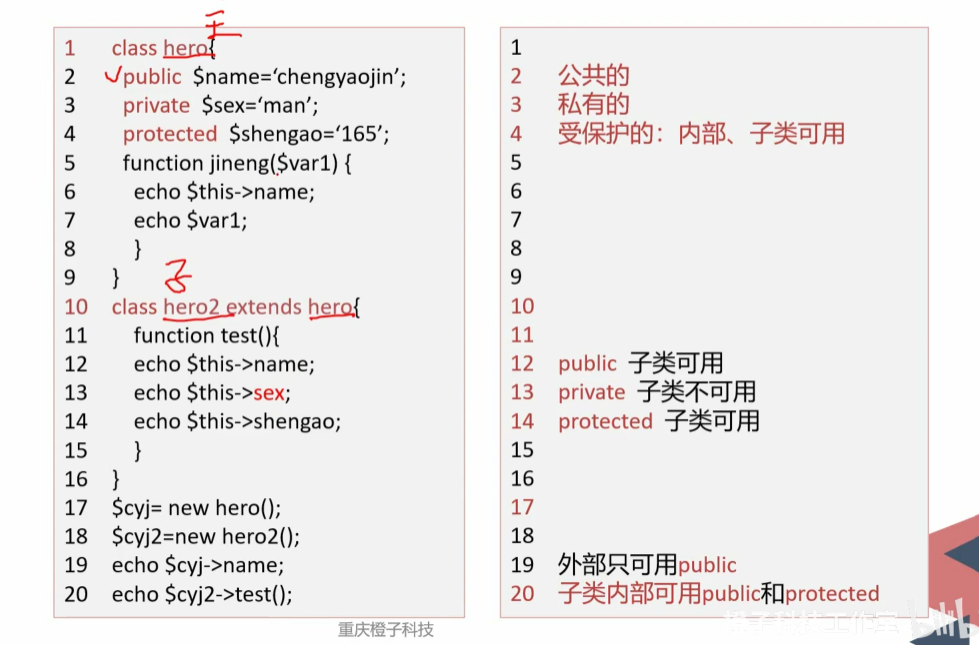 1 class hero{
2 public $name=‘chengyaojin’;
3 private $sex=‘man’;
4 protected $shengao=‘165’;
5 function jineng($var1) {
6 echo $this->name;
7 echo $var1;
8 }
9 }
子
10 class hero2 extends hero{
11 function test(){
12 echo $this->name;
13 echo $this->sex;
14 echo $this->shengao;
15 }
16 }
17 $cyj= new hero();
18 $cyj2=new hero2();
19 echo $cyj->name;
20 echo $cyj2->test();
1
2 公共的
3 私有的
4 受保护的：内部、子类可用
5
6
7
8
9
10
11
12 public 子类可用
13 private 子类不可用
14 protected 子类可用
15
16
17
18
19 外部只可用public
20 子类内部可用public和protected
重庆橙子科技
橙子科技工作室 bilibili